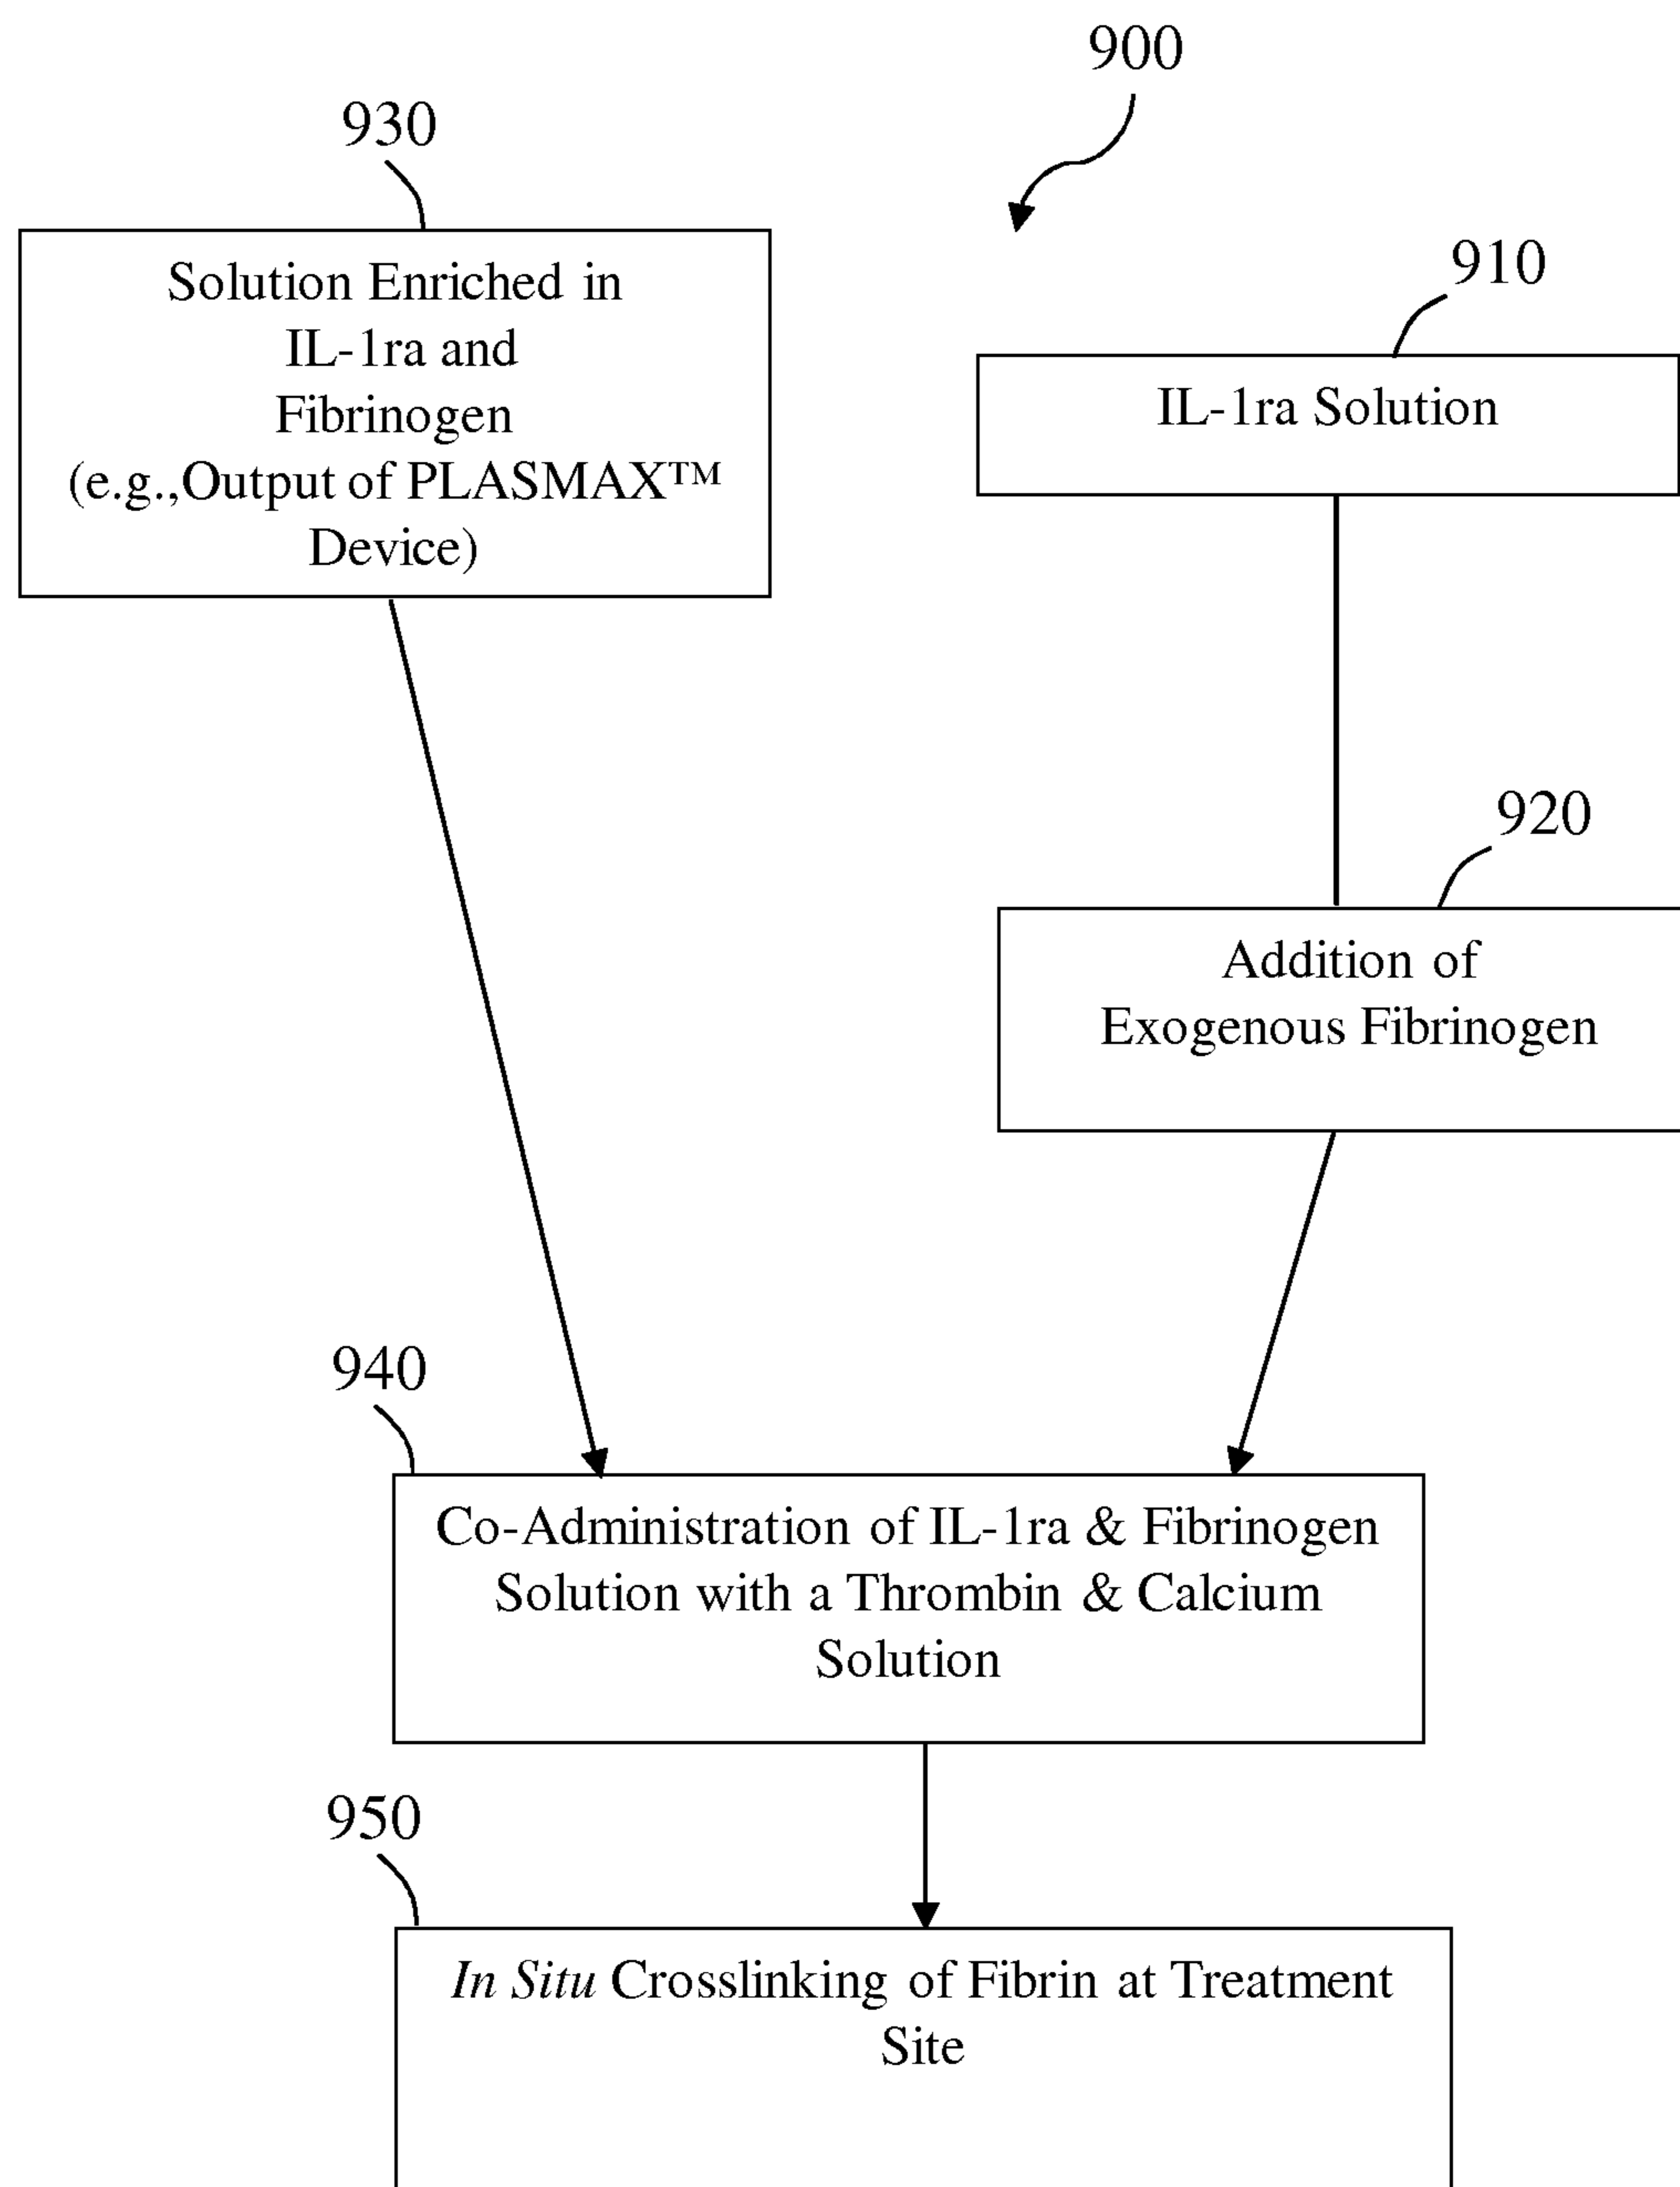 900
930
Solution Enriched in
IL-1ra and
Fibrinogen
(e.g.,Output of PLASMAX™
Device)
910
IL-1ra Solution
920
Addition of
Exogenous Fibrinogen
940
Co-Administration of IL-1ra & Fibrinogen
Solution with a Thrombin & Calcium
Solution
950
In Situ Crosslinking of Fibrin at Treatment
Site